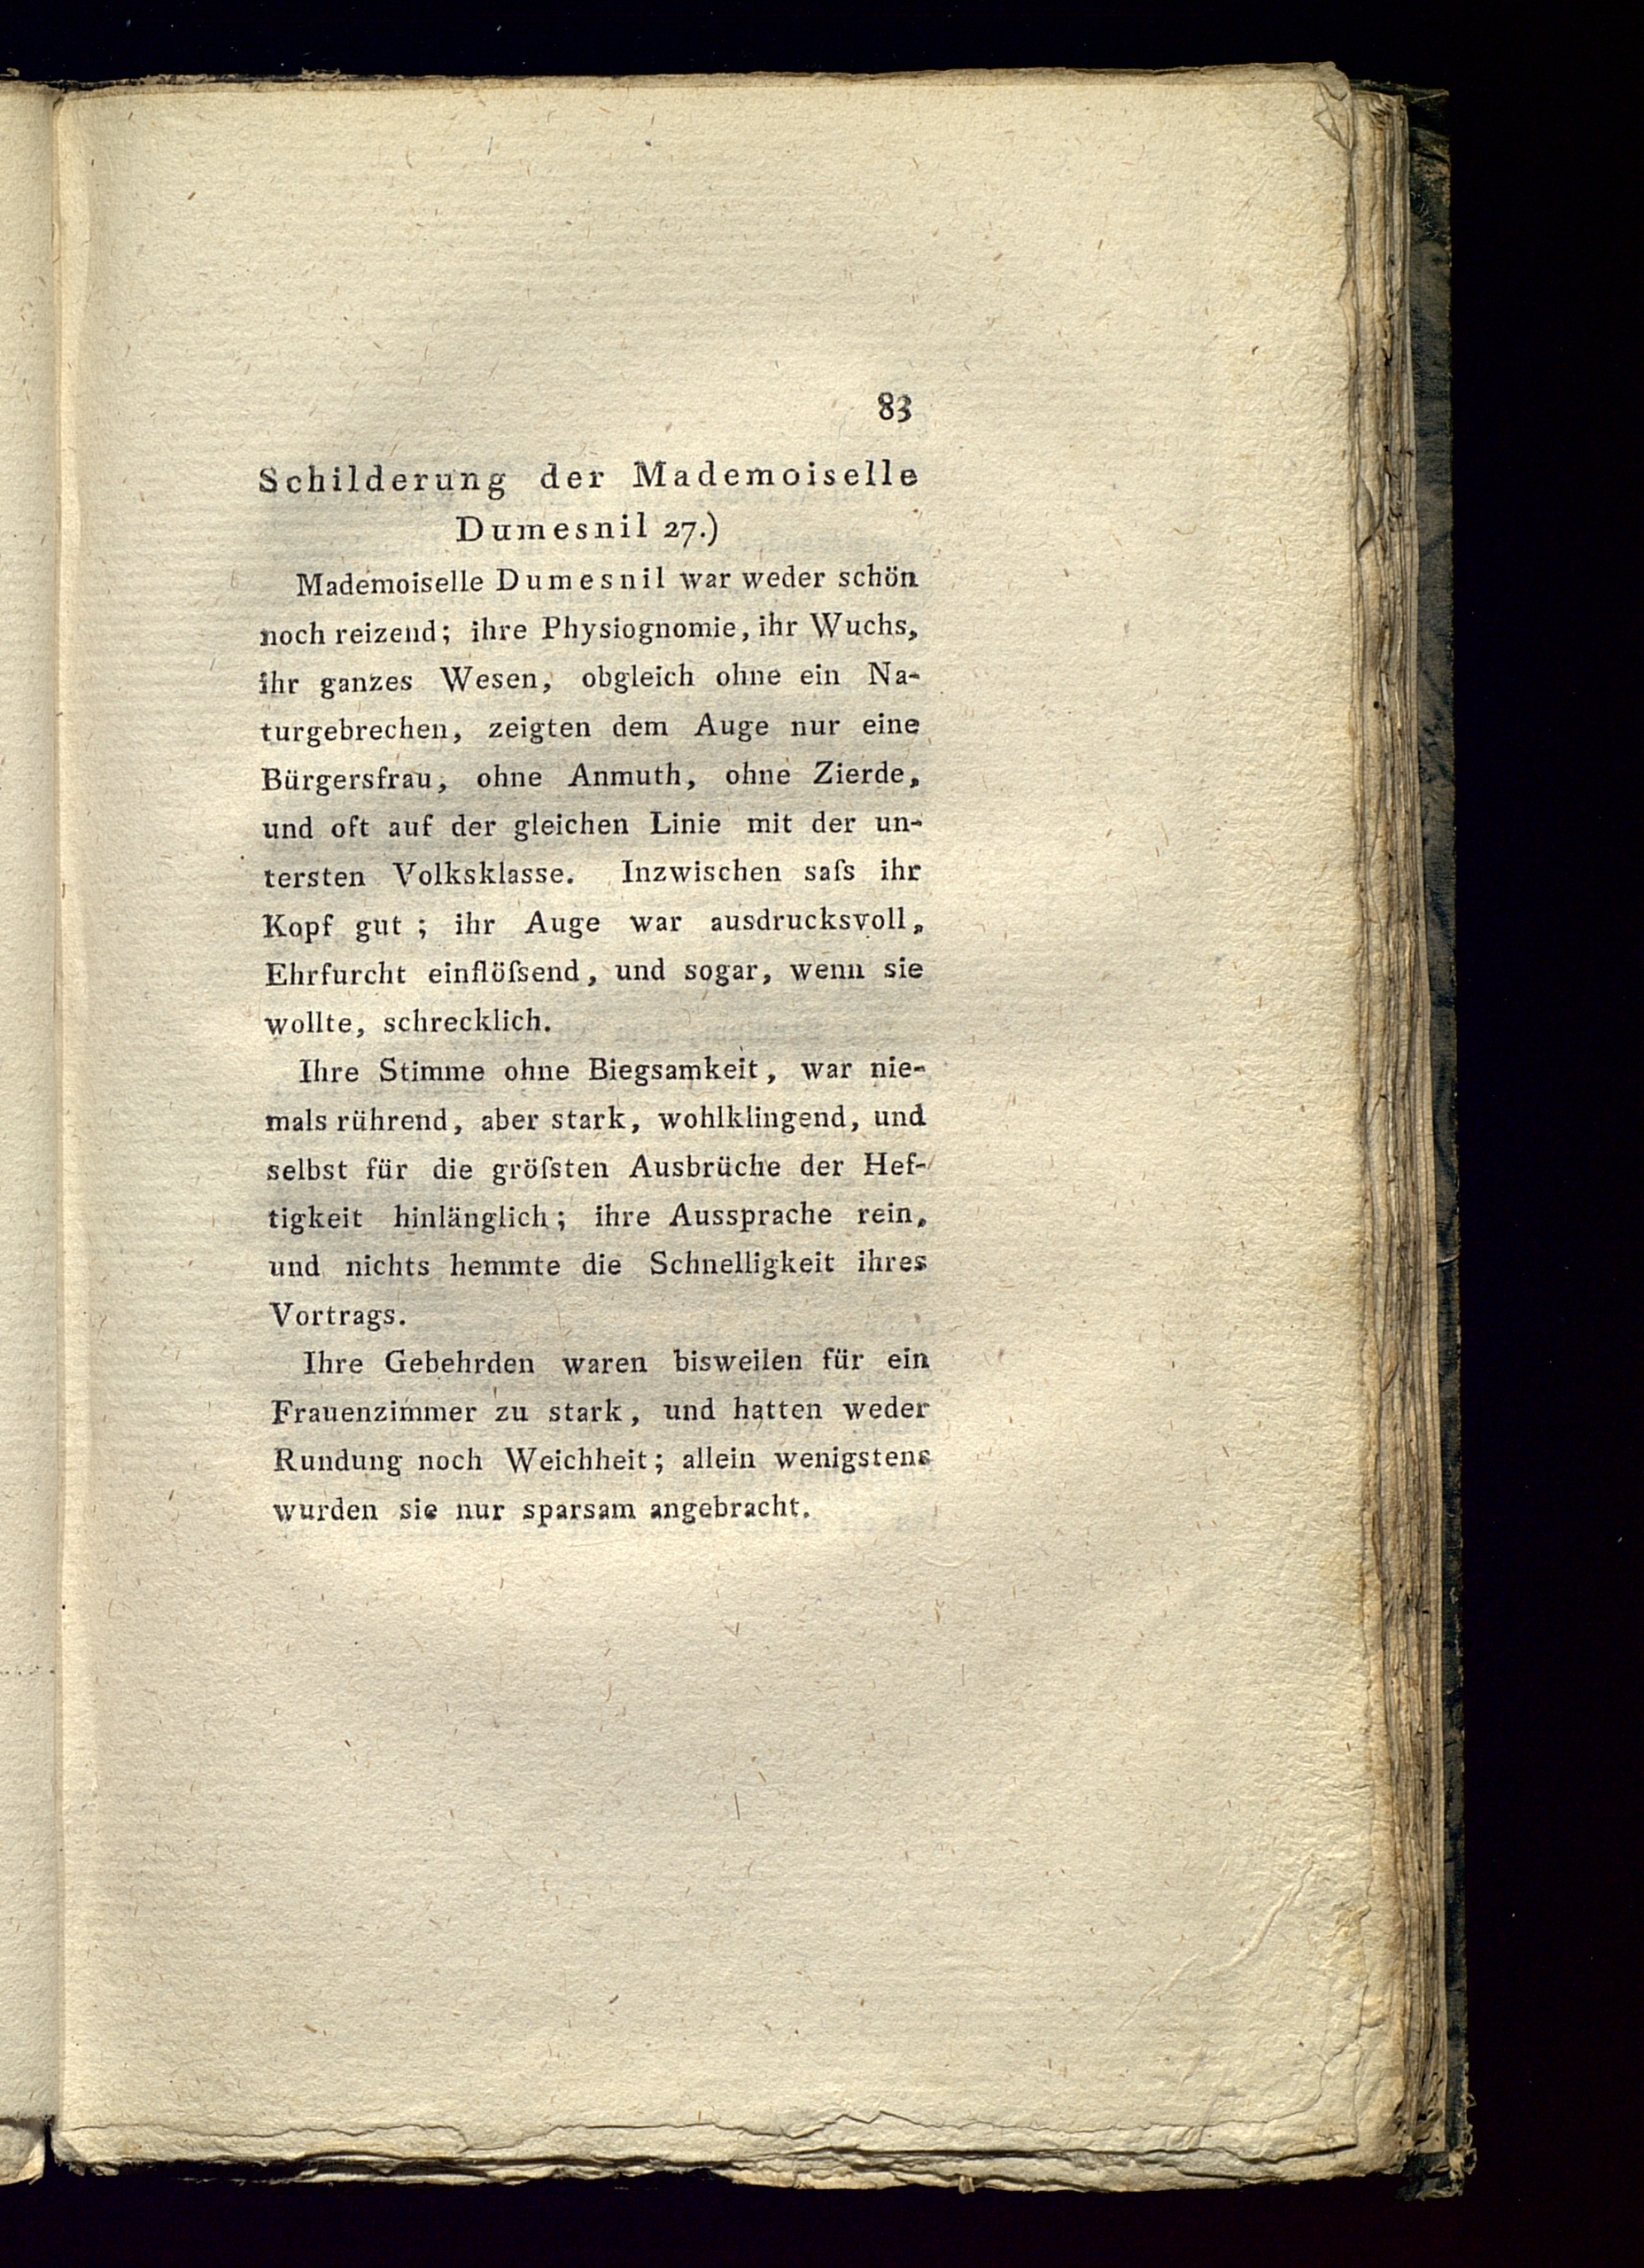 83
Schilderung der Mademoiselle
Dumesnil 27.)
Mademoiselle Dumesnil war weder schön
noch reizend; ihre Physiognomie, ihr Wuchs,
ihr ganzes Wesen, obgleich ohne ein Na-
turgebrechen, zeigten dem Auge nur eine
Bürgersfrau, ohne Anmuth, ohne Zierde,
und oft auf der gleichen Linie mit der un-
tersten Volksklasse. Inzwischen saſs ihr
Kopf gut; ihr Auge war ausdrucksvoll,
Ehrfurcht einflöſsend, und sogar, wenn sie
wollte, schrecklich.
Ihre Stimme ohne Biegsamkeit, war nie-
mals rührend, aber stark, wohlklingend, und
selbst für die gröſsten Ausbrüche der Hef-
tigkeit hinlänglich; ihre Aussprache rein,
und nichts hemmte die Schnelligkeit ihres
Vortrags.
Ihre Gebehrden waren bisweilen für ein
Frauenzimmer zu stark, und hatten weder
Rundung noch Weichheit; allein wenigstens
wurden sie nur sparsam angebracht.